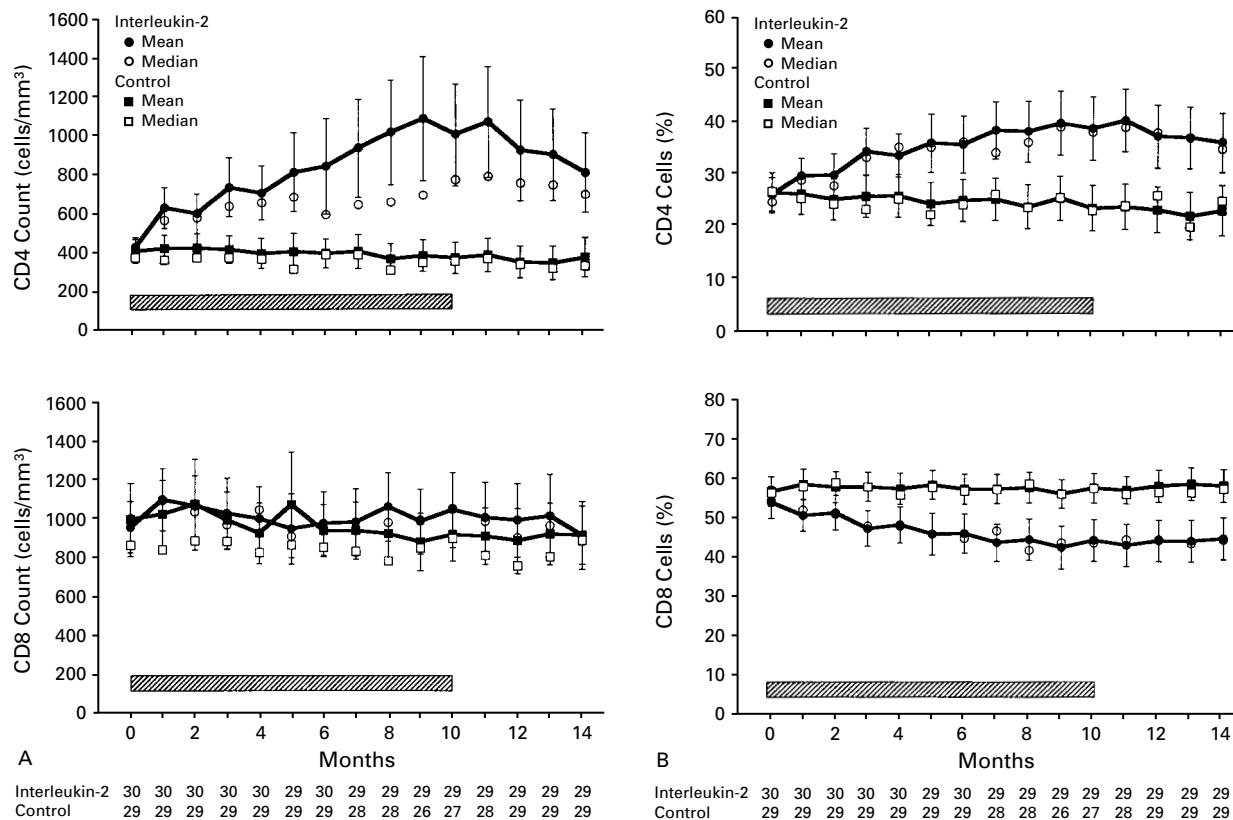 Interleukin-2
Mean
Median
Control
Mean
Median
CD4 Count (cells/mm³)
1600
1400
1200
1000
800
600
400
200
0
Interleukin-2
Mean
Median
Control
Mean
Median
CD4 Cells (%)
60
50
40
30
20
10
0
CD8 Count (cells/mm³)
1600
1400
1200
1000
800
600
400
200
0
0 2 4 6 8 10 12 14
A
Months
Interleukin-2 30 30 30 30 30 29 30 29 29 29 29 29 29 29 29
Control 29 29 29 29 29 29 29 28 28 26 27 28 29 29 29
CD8 Cells (%)
80
70
60
50
40
30
20
10
0
0 2 4 6 8 10 12 14
B
Months
Interleukin-2 30 30 30 30 30 29 30 29 29 29 29 29 29 29 29
Control 29 29 29 29 29 29 29 28 28 26 27 28 29 29 29